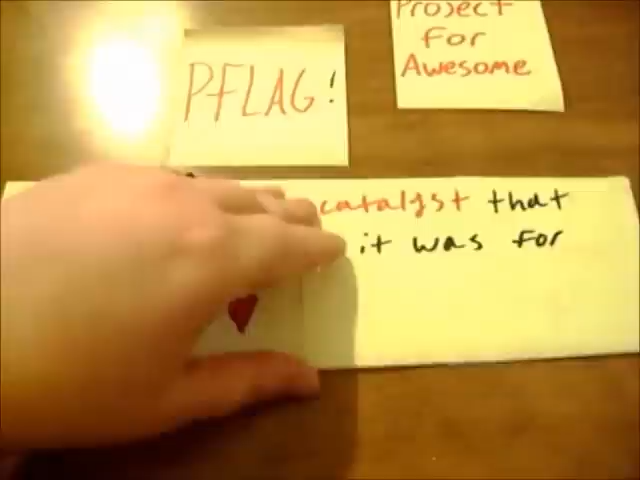 PFLAG!
Project
For
Awesome
catalyst that
it was for